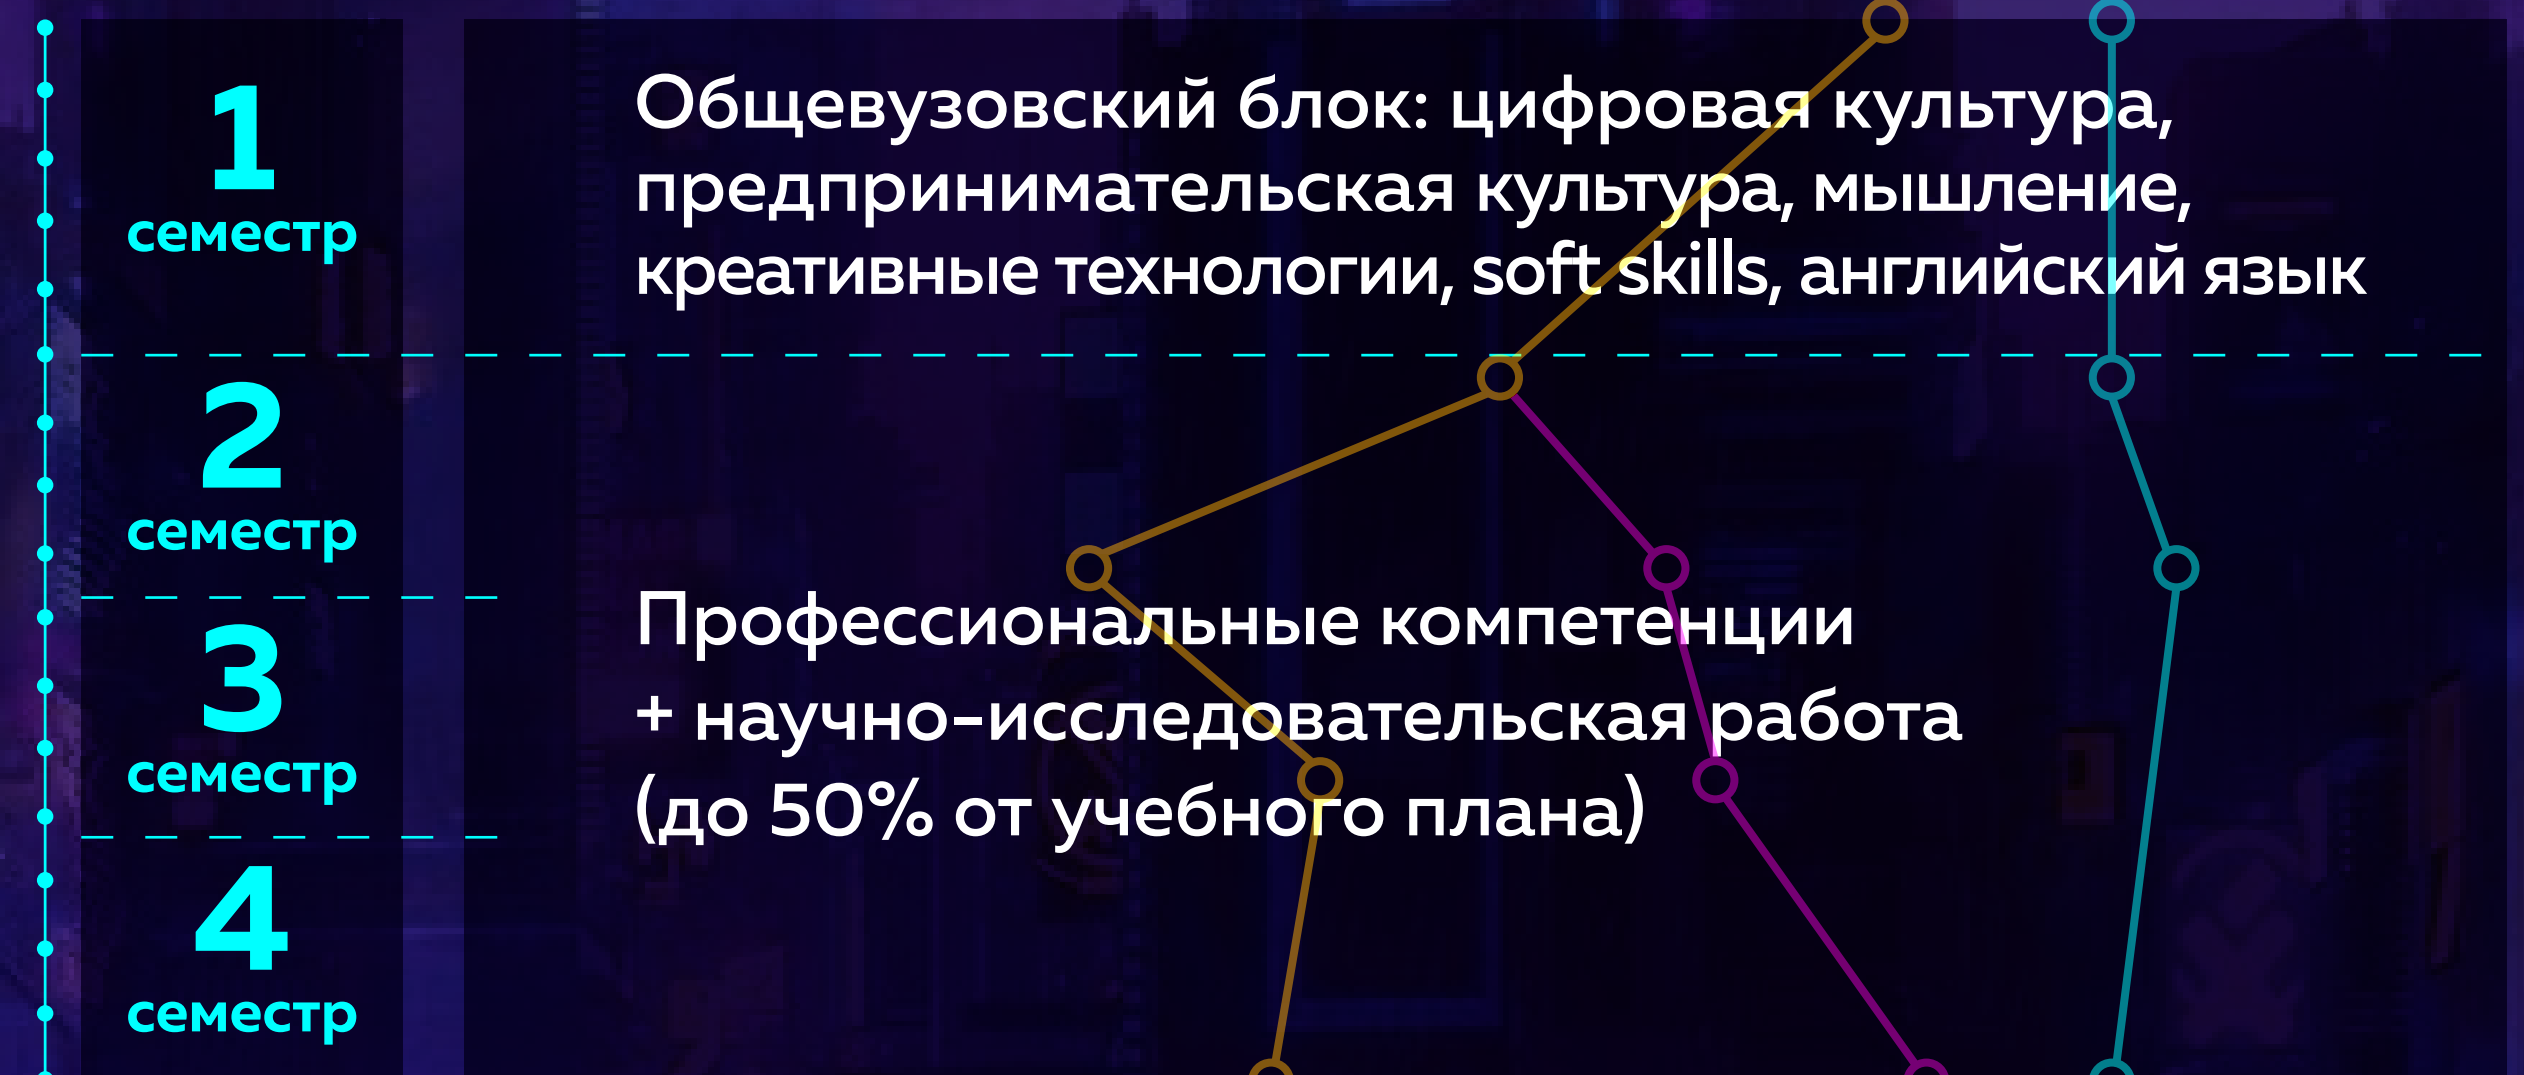 1
семестр
Общевузовский блок: цифровая культура,
предпринимательская культура, мышление,
креативные технологии, soft skills, английский язык
2
семестр
3
семестр
4
семестр
Профессиональные компетенции
+ научно-исследовательская работа
(до 50% от учебного плана)